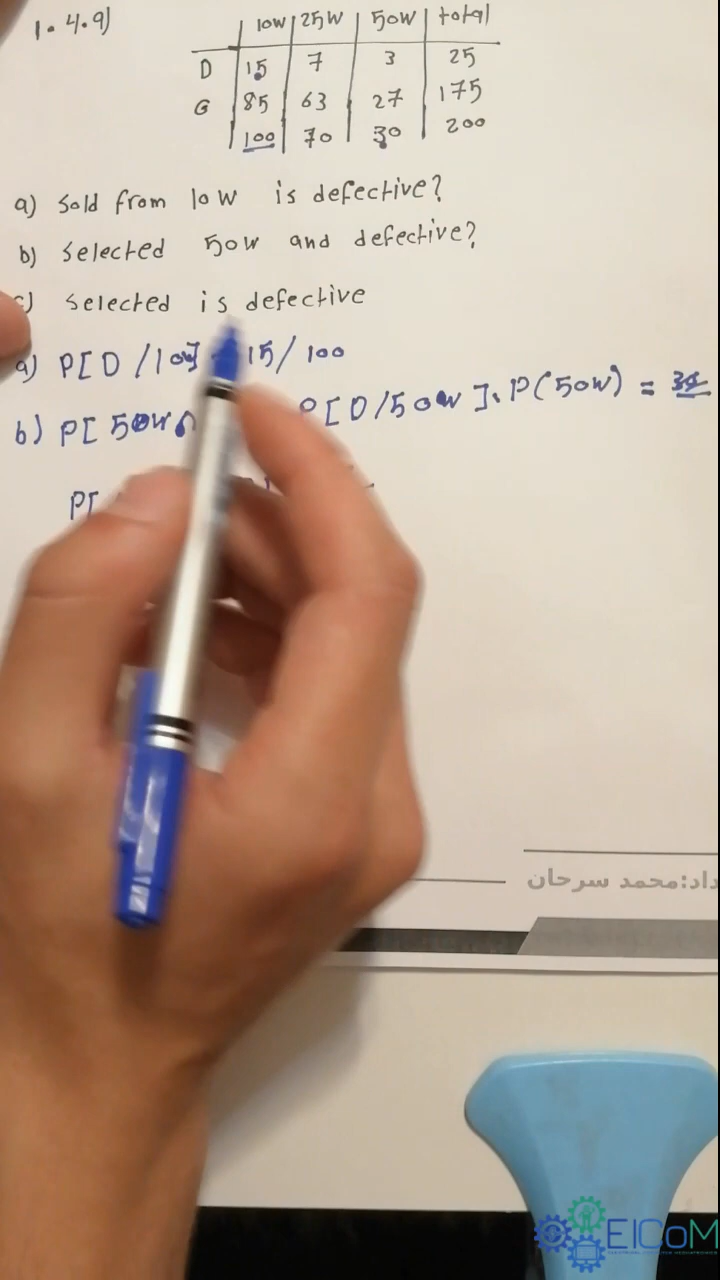 1.4.9)
10W 25W 50W total
D 15 7 3 25
G 85 63 27 175
100 70 30 200
a) Sold from 10W is defective?
b) Selected 50W and defective?
c) Selected is defective
a) P[D/10W] 15/100
b) P[50W∩ P[D/50W].P(50W) =
P[
داد:محمد سرحان
EICoM